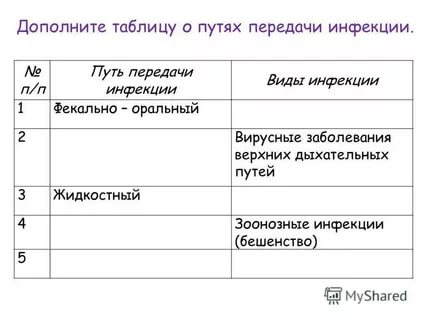 Дополните таблицу о путях передачи инфекции.
№ п/п
Путь передачи инфекции
Виды инфекции
1
Фекально – оральный
2
Вирусные заболевания
верхних дыхательных
путей
3
Жидкостный
4
Зоонозные инфекции
(бешенство)
5
MyShared